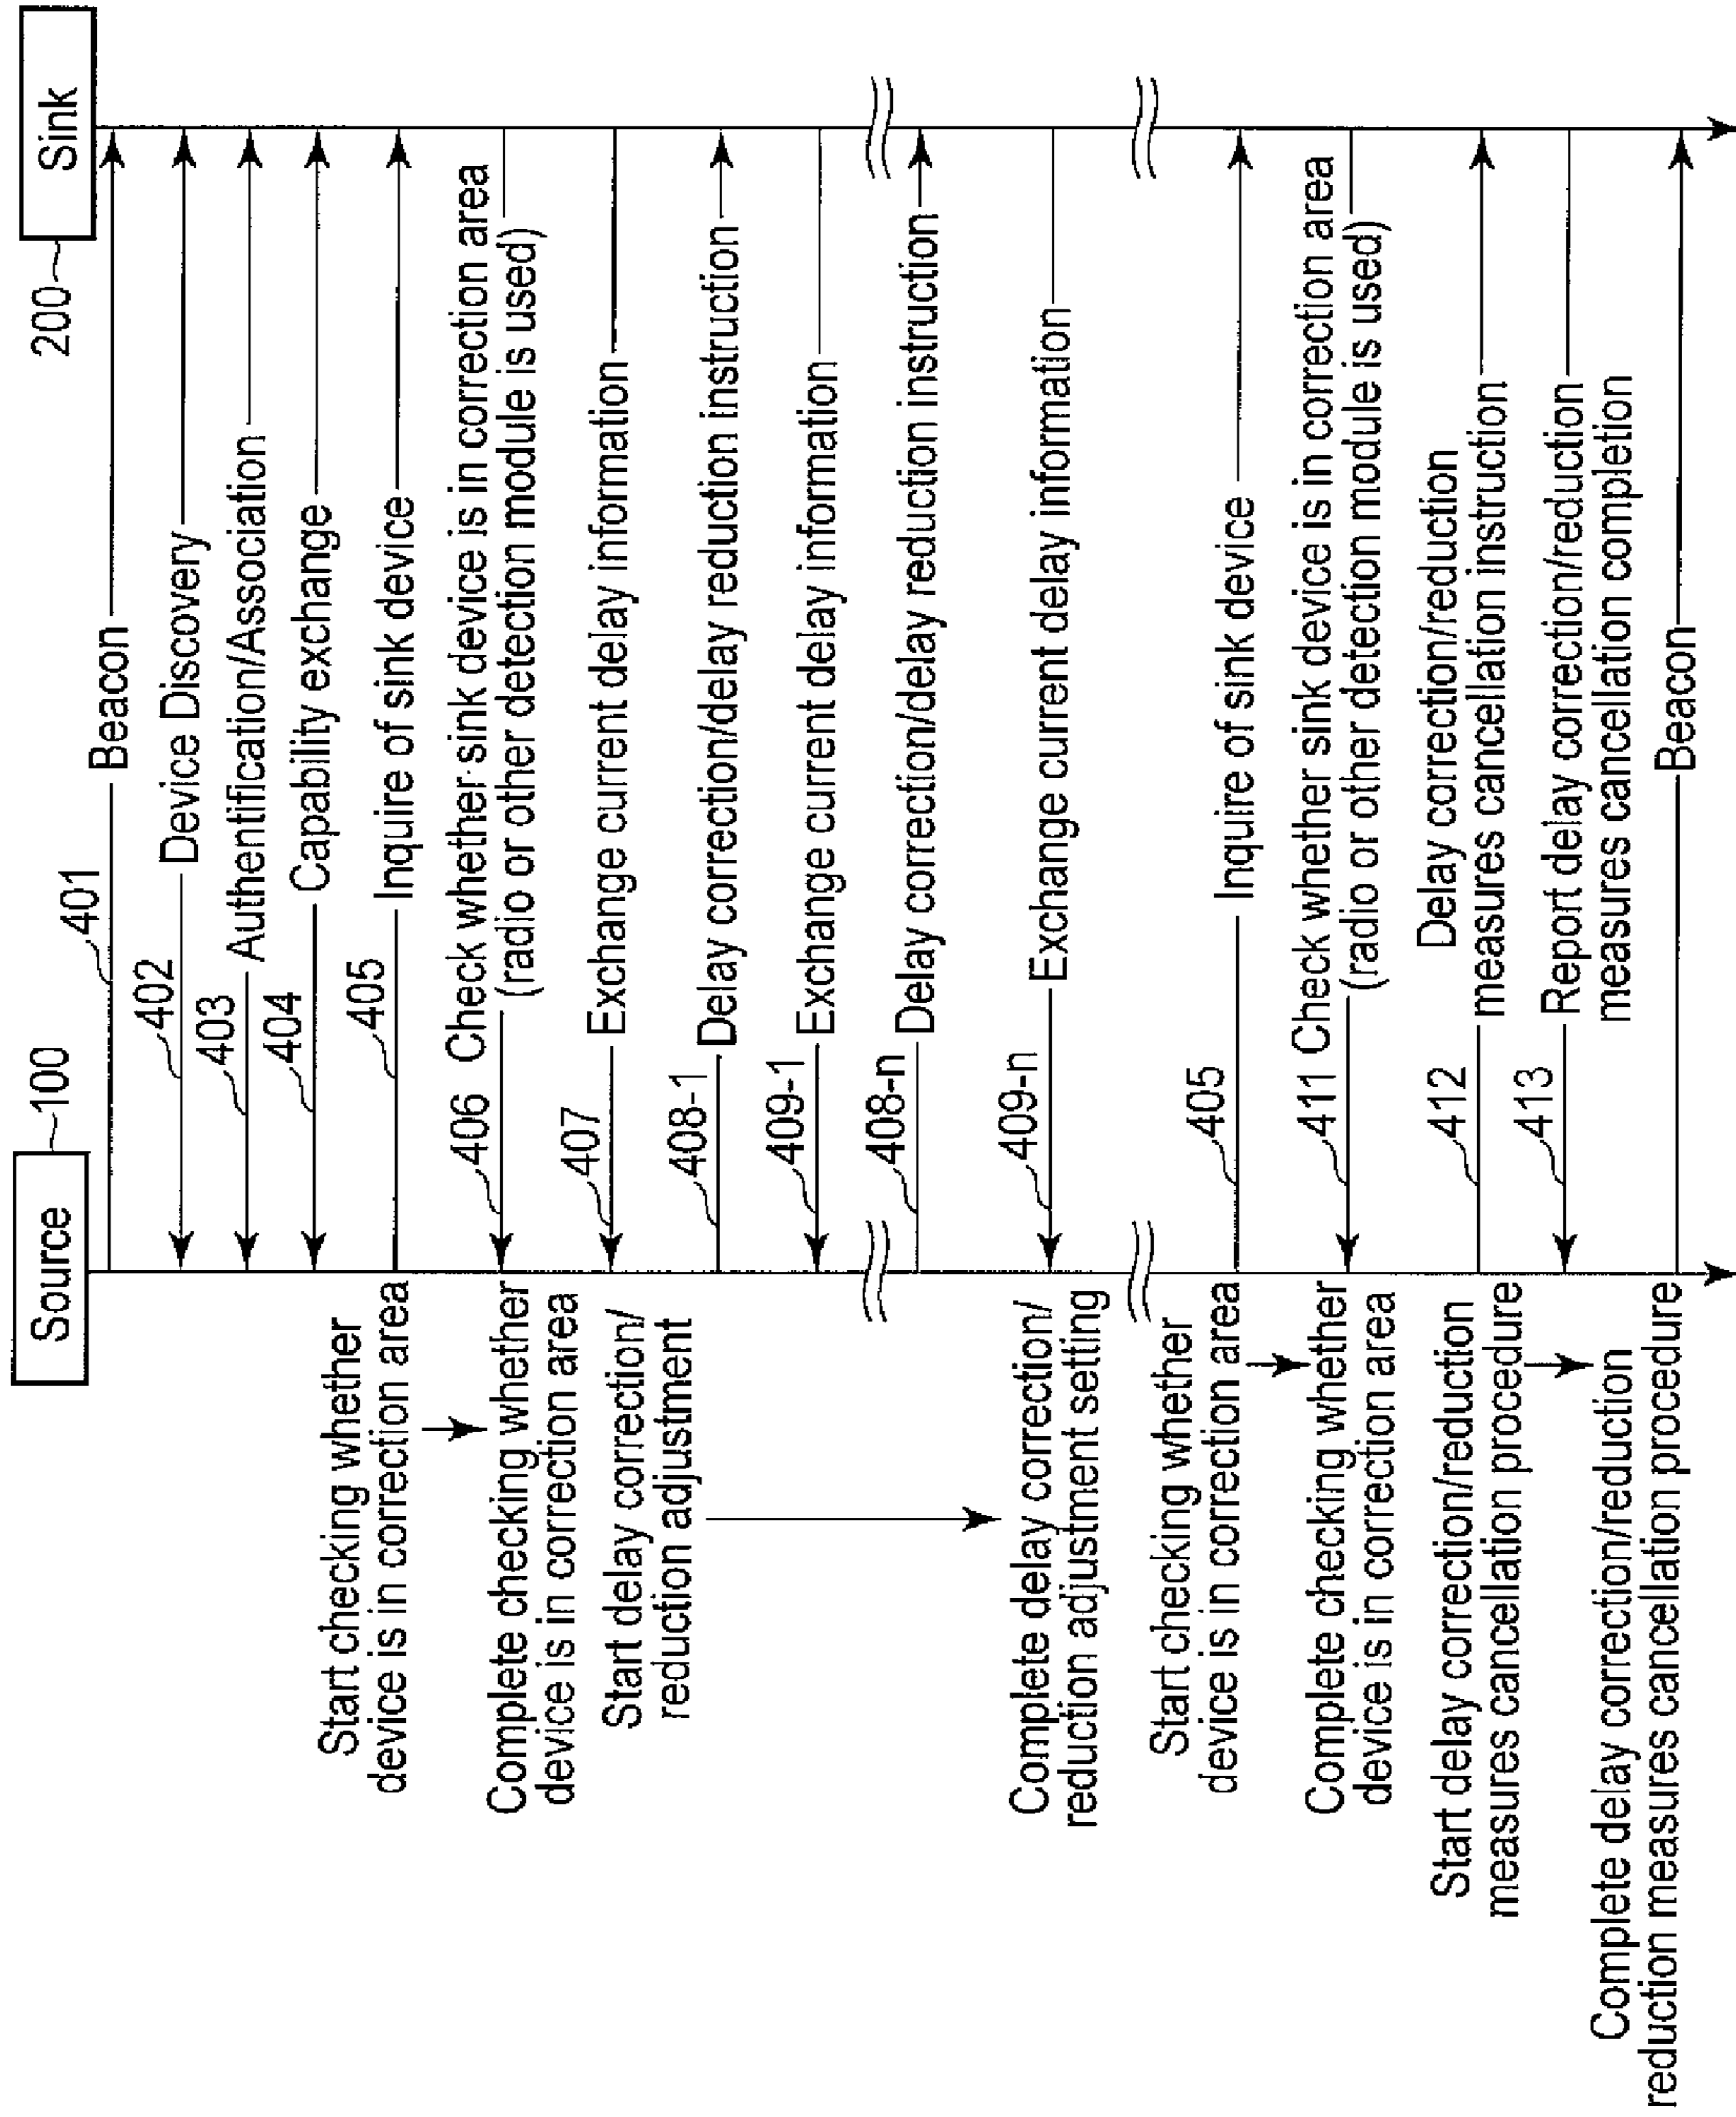 Source
100
Sink
200
401
Beacon
402
Device Discovery
403
Authentification/Association
404
Capability exchange
405
Inquire of sink device
Start checking whether
device is in correction area
406
Check whether sink device is in correction area
(radio or other detection module is used)
Complete checking whether
device is in correction area
407
Exchange current delay information
Start delay correction/
reduction adjustment
408-1
Delay correction/delay reduction instruction
409-1
Exchange current delay information
408-n
Delay correction/delay reduction instruction
409-n
Exchange current delay information
Complete delay correction/
reduction adjustment setting
405
Inquire of sink device
Start checking whether
device is in correction area
411
Check whether sink device is in correction area
(radio or other detection module is used)
Complete checking whether
device is in correction area
412
Delay correction/reduction
measures cancellation instruction
Start delay correction/reduction
measures cancellation procedure
413
Report delay correction/reduction
measures cancellation completion
Complete delay correction/reduction
reduction measures cancellation procedure
Beacon